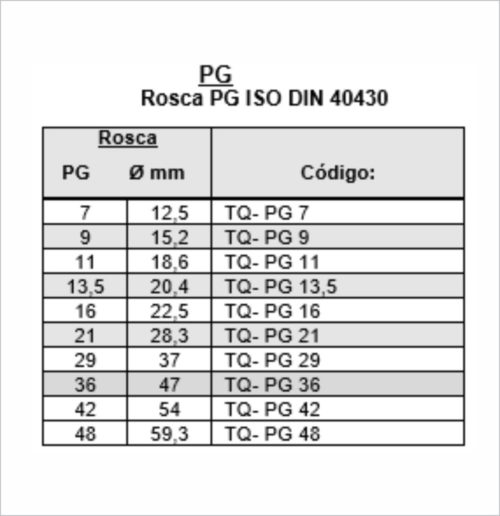 PG
Rosca PG ISO DIN 40430
Rosca
PG Ø mm Código:
7 12,5 TQ- PG 7
9 15,2 TQ- PG 9
11 18,6 TQ- PG 11
13,5 20,4 TQ- PG 13,5
16 22,5 TQ- PG 16
21 28,3 TQ- PG 21
29 37 TQ- PG 29
36 47 TQ- PG 36
42 54 TQ- PG 42
48 59,3 TQ- PG 48